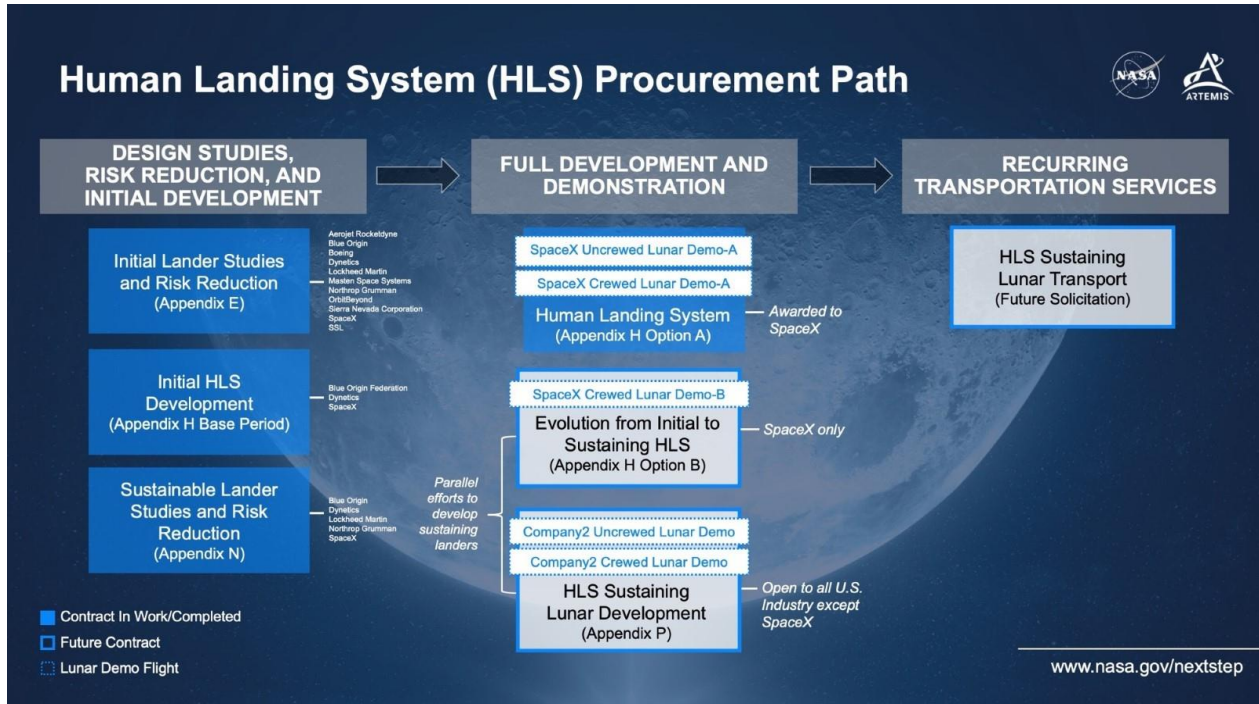 Human Landing System (HLS) Procurement Path
NASA
ARTEMIS
DESIGN STUDIES,
RISK REDUCTION, AND
INITIAL DEVELOPMENT
FULL DEVELOPMENT AND
DEMONSTRATION
RECURRING
TRANSPORTATION SERVICES
Initial Lander Studies
and Risk Reduction
(Appendix E)
Aerojet Rocketdyne
Blue Origin
Boeing
Dynetics
Lockheed Martin
Masten Space Systems
Northrop Grumman
OrbitBeyond
Sierra Nevada Corporation
SpaceX
SSL
Initial HLS
Development
(Appendix H Base Period)
Blue Origin Federation
Dynetics
SpaceX
Sustainable Lander
Studies and Risk
Reduction
(Appendix N)
Blue Origin
Dynetics
Lockheed Martin
Northrop Grumman
SpaceX
SpaceX Uncrewed Lunar Demo-A
SpaceX Crewed Lunar Demo-A
Human Landing System
(Appendix H Option A)
Awarded to
SpaceX
SpaceX Crewed Lunar Demo-B
Evolution from Initial to
Sustaining HLS
(Appendix H Option B)
SpaceX only
Parallel
efforts to
develop
sustaining
landers
Company2 Uncrewed Lunar Demo
Company2 Crewed Lunar Demo
HLS Sustaining
Lunar Development
(Appendix P)
Open to all U.S.
Industry except
SpaceX
HLS Sustaining
Lunar Transport
(Future Solicitation)
Contract In Work/Completed
Future Contract
Lunar Demo Flight
www.nasa.gov/nextstep